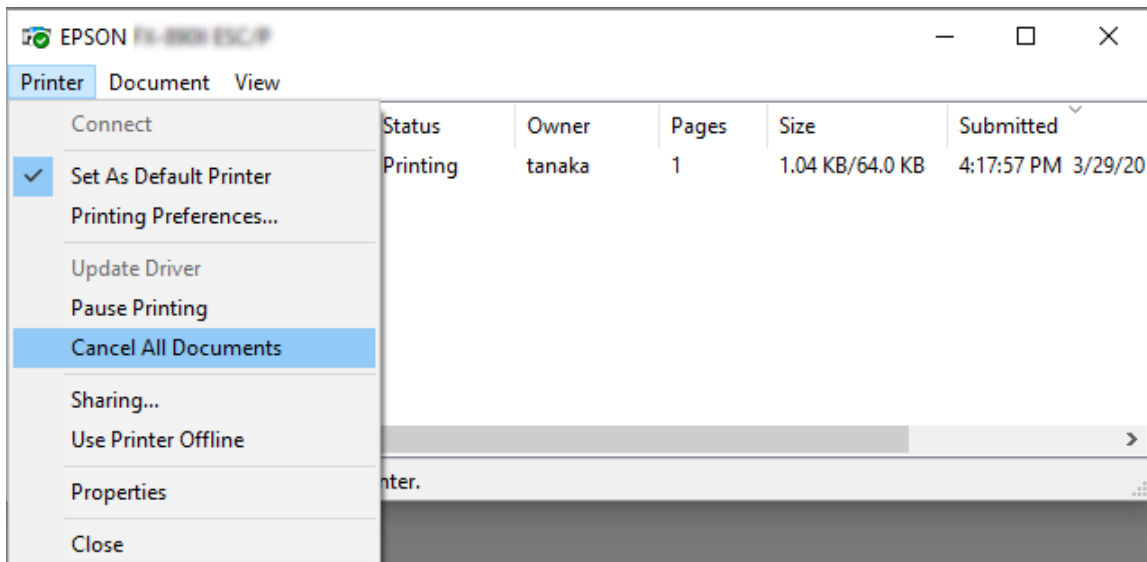 EPSON
Printer Document View
Connect
Set As Default Printer
Printing Preferences...
Update Driver
Pause Printing
Cancel All Documents
Sharing...
Use Printer Offline
Properties
Close
Status Owner Pages Size Submitted
Printing tanaka 1 1.04 KB/64.0 KB 4:17:57 PM 3/29/20
nter.